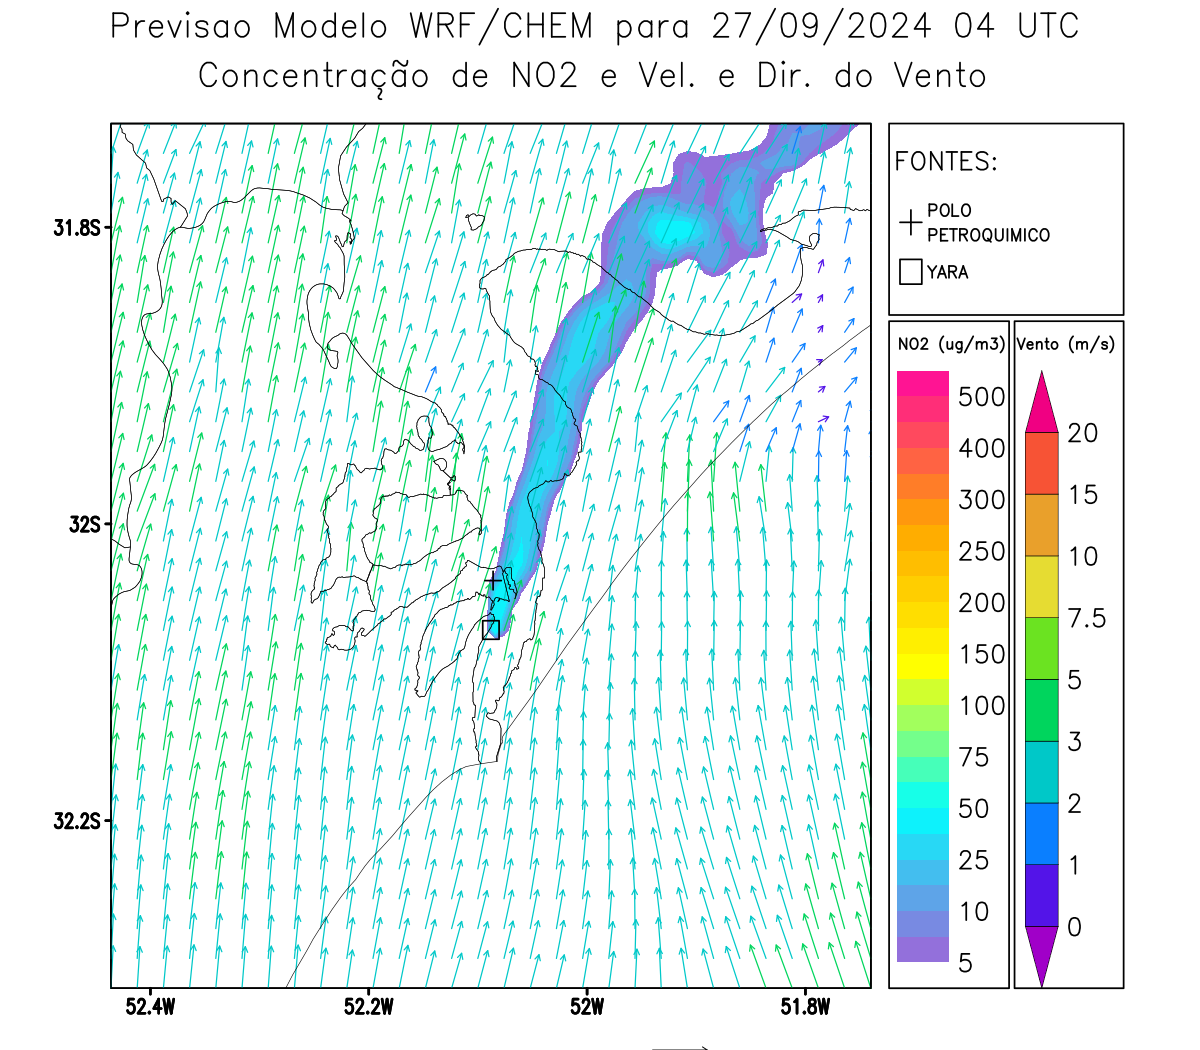 Previsao Modelo WRF/CHEM para 27/09/2024 04 UTC
Concentração de NO2 e Vel. e Dir. do Vento
FONTES:
POLO
PETROQUIMICO
YARA
NO2 (ug/m3)
500
400
300
250
200
150
100
75
50
25
10
5
Vento (m/s)
20
15
10
7.5
5
3
2
1
0
31.8S
32S
32.2S
52.4W
52.2W
52W
51.8W